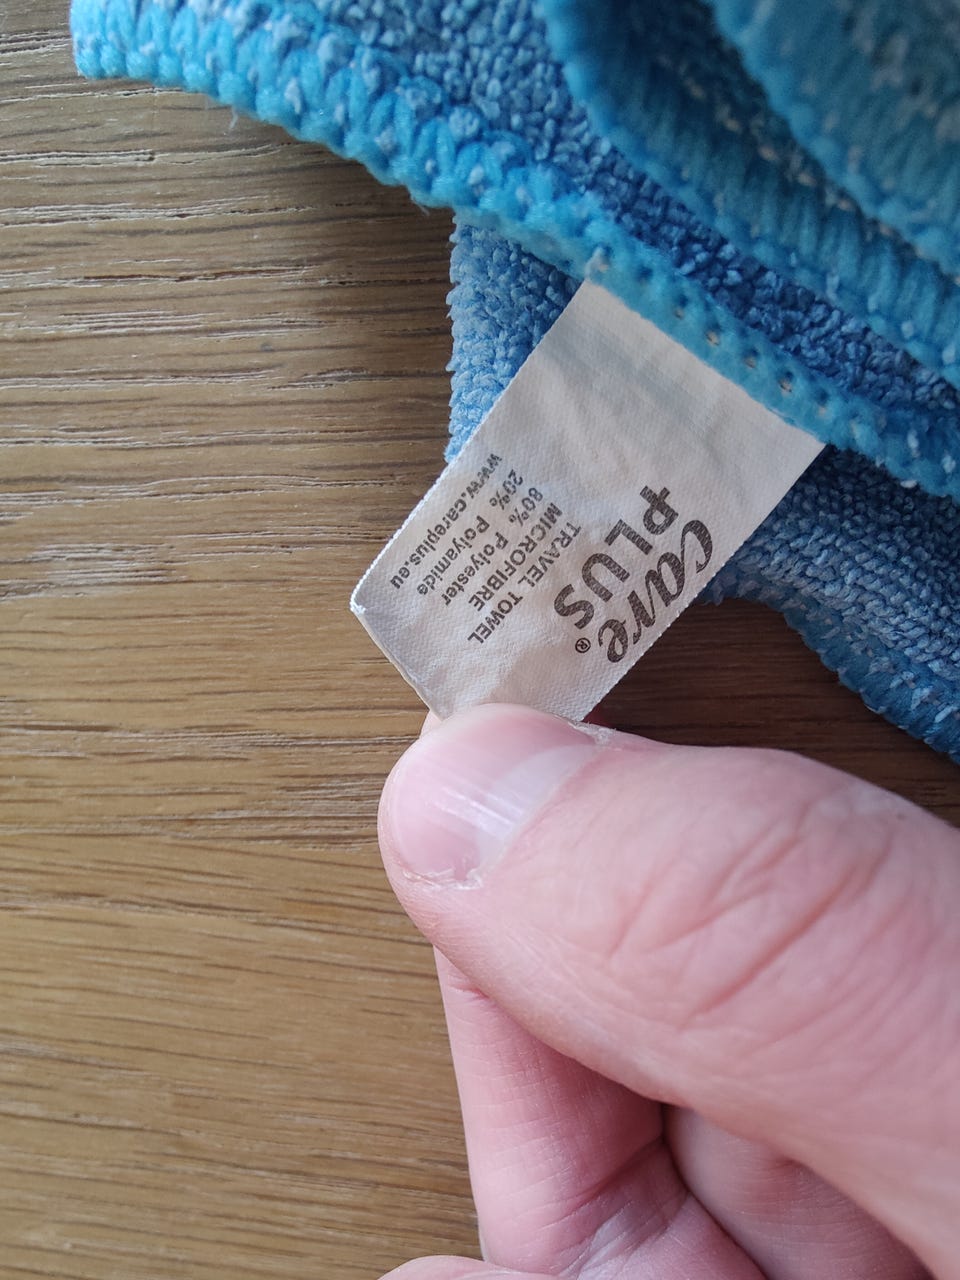 care
PLUS®
TRAVEL TOWEL
MICROFIBRE
80% Polyester
20% Polyamide
www.careplus.eu